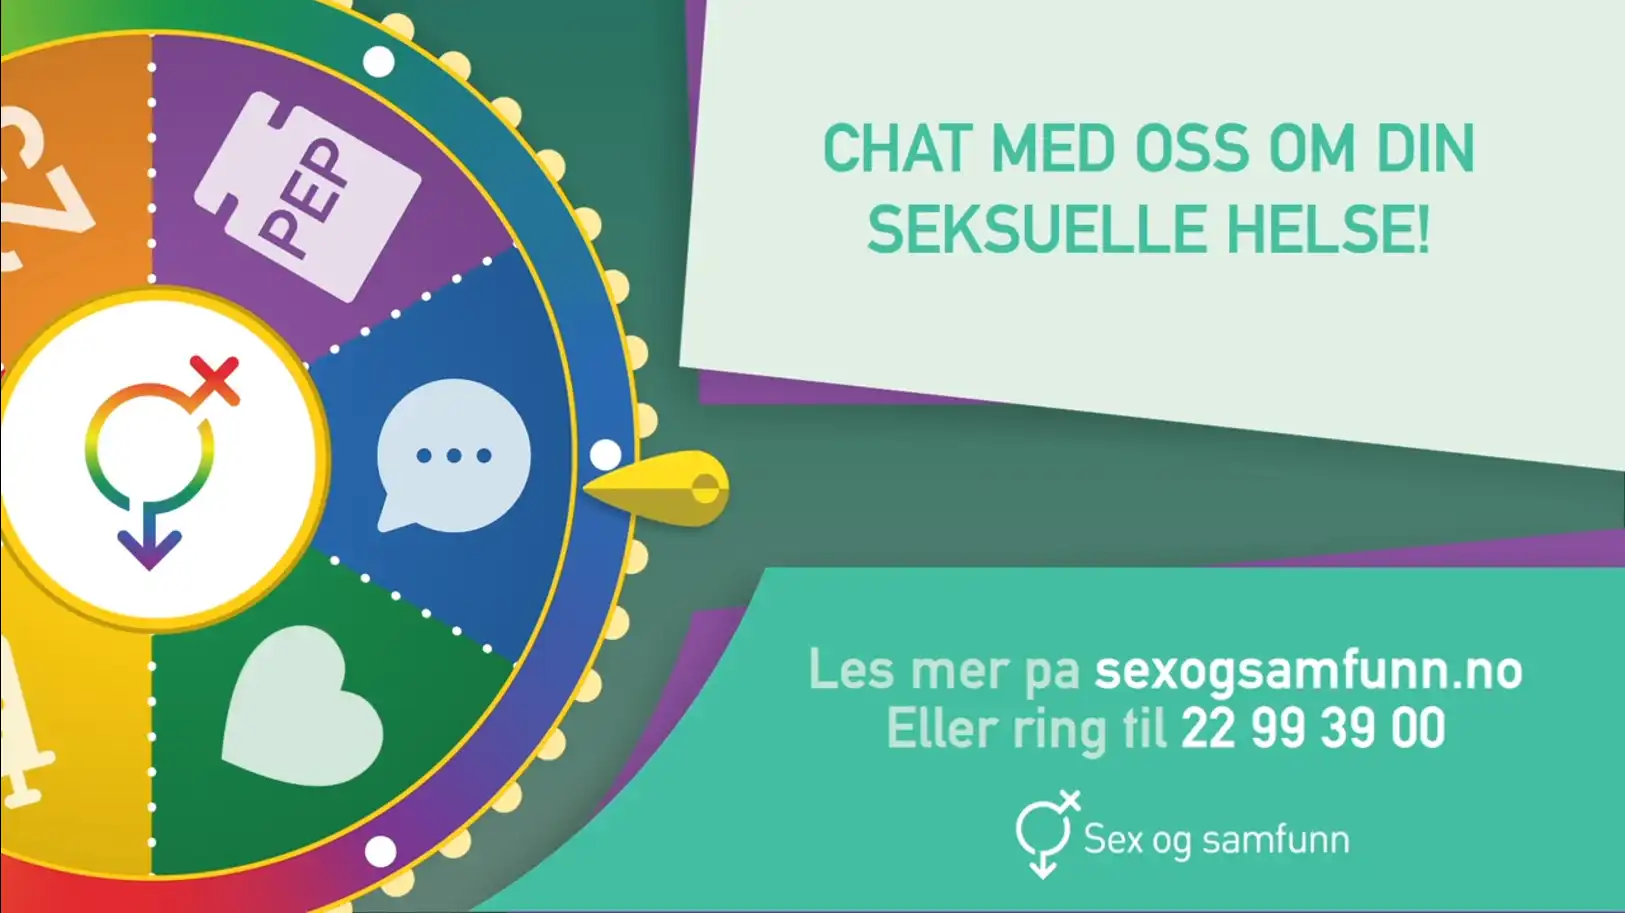 PEP
CHAT MED OSS OM DIN
SEKSUELLE HELSE!
Les mer pa sexogsamfunn.no
Eller ring til 22 99 39 00
Sex og samfunn